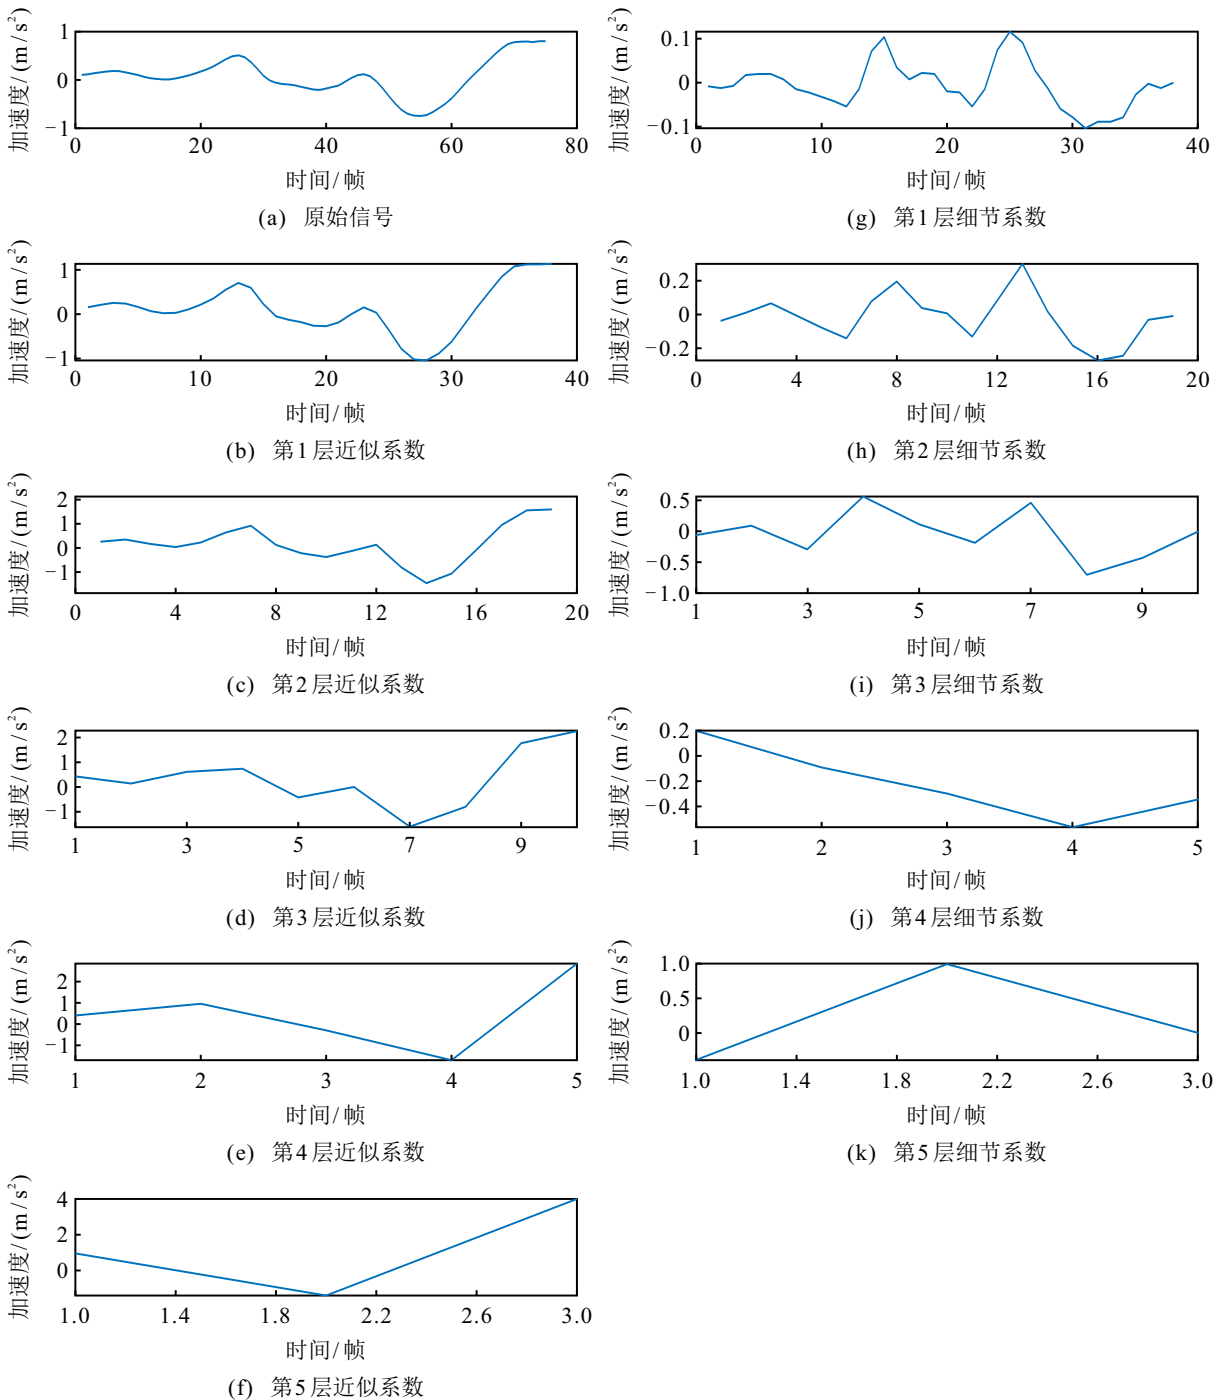 加速度/(m/s²)
1
0
−1
0 20 40 60 80
时间/帧
(a) 原始信号
加速度/(m/s²)
0.1
0
−0.1
0 10 20 30 40
时间/帧
(g) 第1层细节系数
加速度/(m/s²)
1
0
−1
0 10 20 30 40
时间/帧
(b) 第1层近似系数
加速度/(m/s²)
0.2
0
−0.2
0 4 8 12 16 20
时间/帧
(h) 第2层细节系数
加速度/(m/s²)
2
1
0
−1
0 4 8 12 16 20
时间/帧
(c) 第2层近似系数
加速度/(m/s²)
0.5
0
−0.5
−1.0
1 3 5 7 9
时间/帧
(i) 第3层细节系数
加速度/(m/s²)
2
1
0
−1
1 3 5 7 9
时间/帧
(d) 第3层近似系数
加速度/(m/s²)
0.2
0
−0.2
−0.4
1 2 3 4 5
时间/帧
(j) 第4层细节系数
加速度/(m/s²)
2
1
0
−1
1 2 3 4 5
时间/帧
(e) 第4层近似系数
加速度/(m/s²)
1.0
0.5
0
1.0 1.4 1.8 2.2 2.6 3.0
时间/帧
(k) 第5层细节系数
加速度/(m/s²)
4
2
0
1.0 1.4 1.8 2.2 2.6 3.0
时间/帧
(f) 第5层近似系数